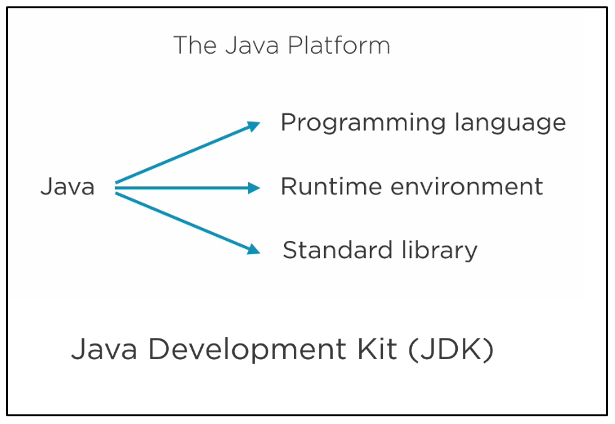 The Java Platform
Programming language
Java
Runtime environment
Standard library
Java Development Kit (JDK)